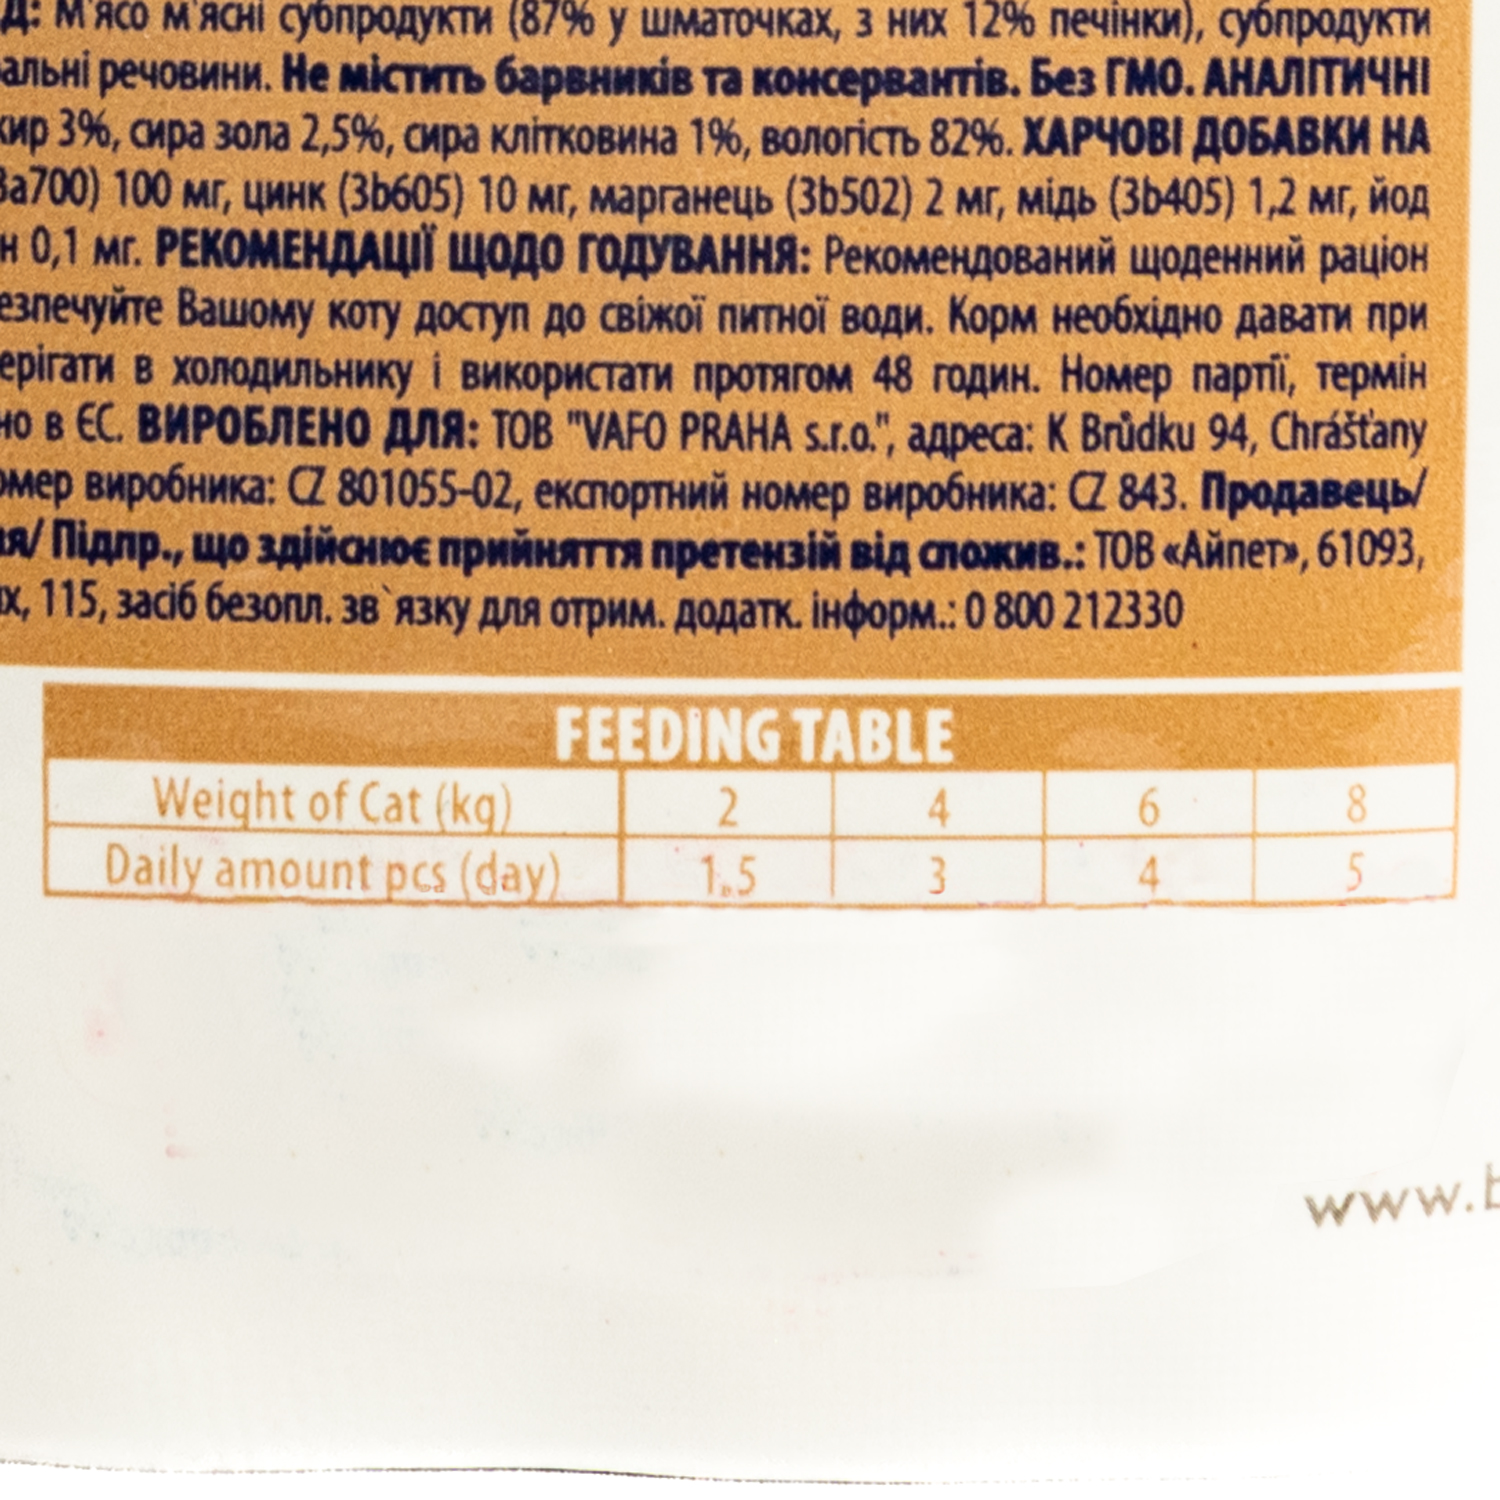 Д: М'ясо м'ясні субпродукти (87% у шматочках, з них 12% печінки), субпродукти
альні речовини. Не містить барвників та консервантів. Без ГМО. АНАЛІТИЧНІ
жир 3%, сира зола 2,5%, сира клітковина 1%, вологість 82%. ХАРЧОВІ ДОБАВКИ НА
3a700) 100 мг, цинк (3b605) 10 мг, марганець (3b502) 2 мг, мідь (3b405) 1,2 мг, йод
н 0,1 мг. РЕКОМЕНДАЦІЇ ЩОДО ГОДУВАННЯ: Рекомендований щоденний раціон
езпечуйте Вашому коту доступ до свіжої питної води. Корм необхідно давати при
ерігати в холодильнику і використати протягом 48 годин. Номер партії, термін
но в ЄС. ВИРОБЛЕНО ДЛЯ: ТОВ "VAFO PRAHA s.r.o.", адреса: K Brůdku 94, Chrášťany
омер виробника: CZ 801055-02, експортний номер виробника: CZ 843. Продавець/
ия/ Підпр., що здійснює прийняття претензій від спожив.: ТОВ «Айпет», 61093,
их, 115, засіб безопл. зв`язку для отрим. додатк. інформ.: 0 800 212330
FEEDING TABLE
Weight of Cat (kg) 2 4 6 8
Daily amount pcs (day) 1.5 3 4 5
www.b